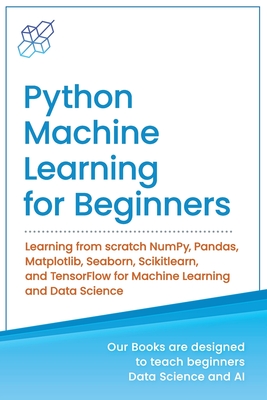 Python
Machine
Learning
for Beginners
Learning from scratch NumPy, Pandas,
Matplotlib, Seaborn, Scikitlearn,
and TensorFlow for Machine Learning
and Data Science
Our Books are designed
to teach beginners
Data Science and AI